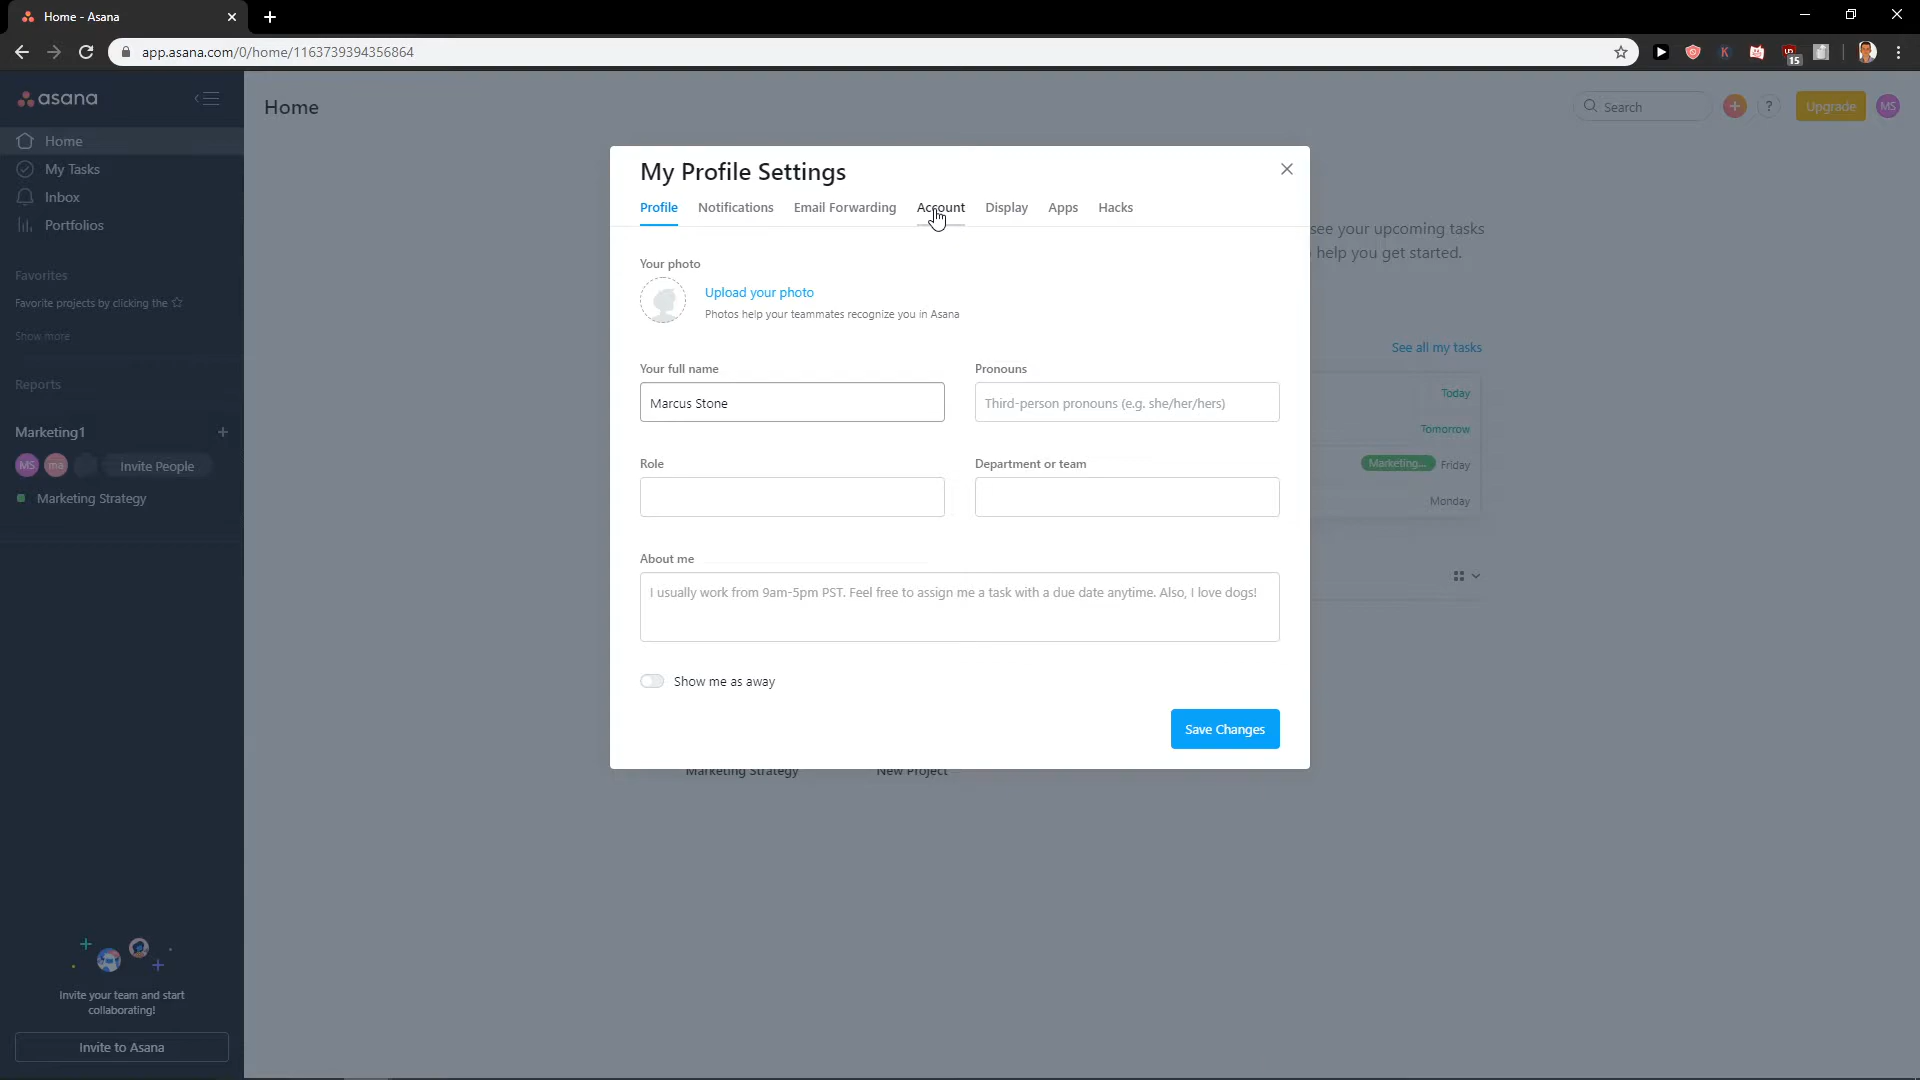 Home - Asana
app.asana.com/0/home/1163739394356864
15
asana
Home
My Tasks
Inbox
Portfolios
Favorites
Favorite projects by clicking the
Show more
Reports
Marketing1
MS
ma
Invite People
Marketing Strategy
Invite your team and start
collaborating!
Invite to Asana
Home
Search
?
Upgrade
MS
see your upcoming tasks
help you get started.
See all my tasks
Today
Tomorrow
Marketing... Friday
Monday
My Profile Settings
Profile Notifications Email Forwarding Account Display Apps Hacks
Your photo
Upload your photo
Photos help your teammates recognize you in Asana
Your full name
Marcus Stone
Pronouns
Third-person pronouns (e.g. she/her/hers)
Role
Department or team
About me
I usually work from 9am-5pm PST. Feel free to assign me a task with a due date anytime. Also, I love dogs!
Show me as away
Save Changes
Marketing Strategy
New Project